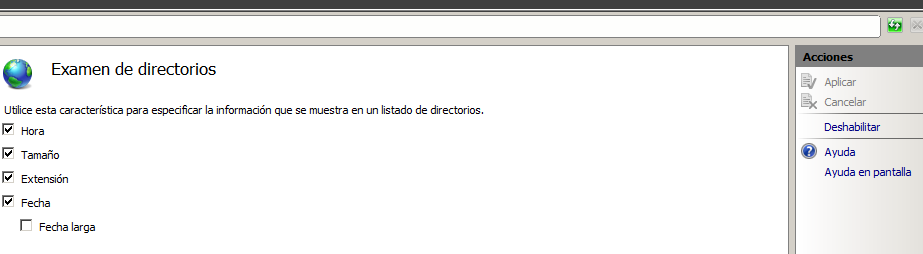 Examen de directorios
Utilice esta característica para especificar la información que se muestra en un listado de directorios.
Hora
Tamaño
Extensión
Fecha
Fecha larga
Acciones
Aplicar
Cancelar
Deshabilitar
Ayuda
Ayuda en pantalla